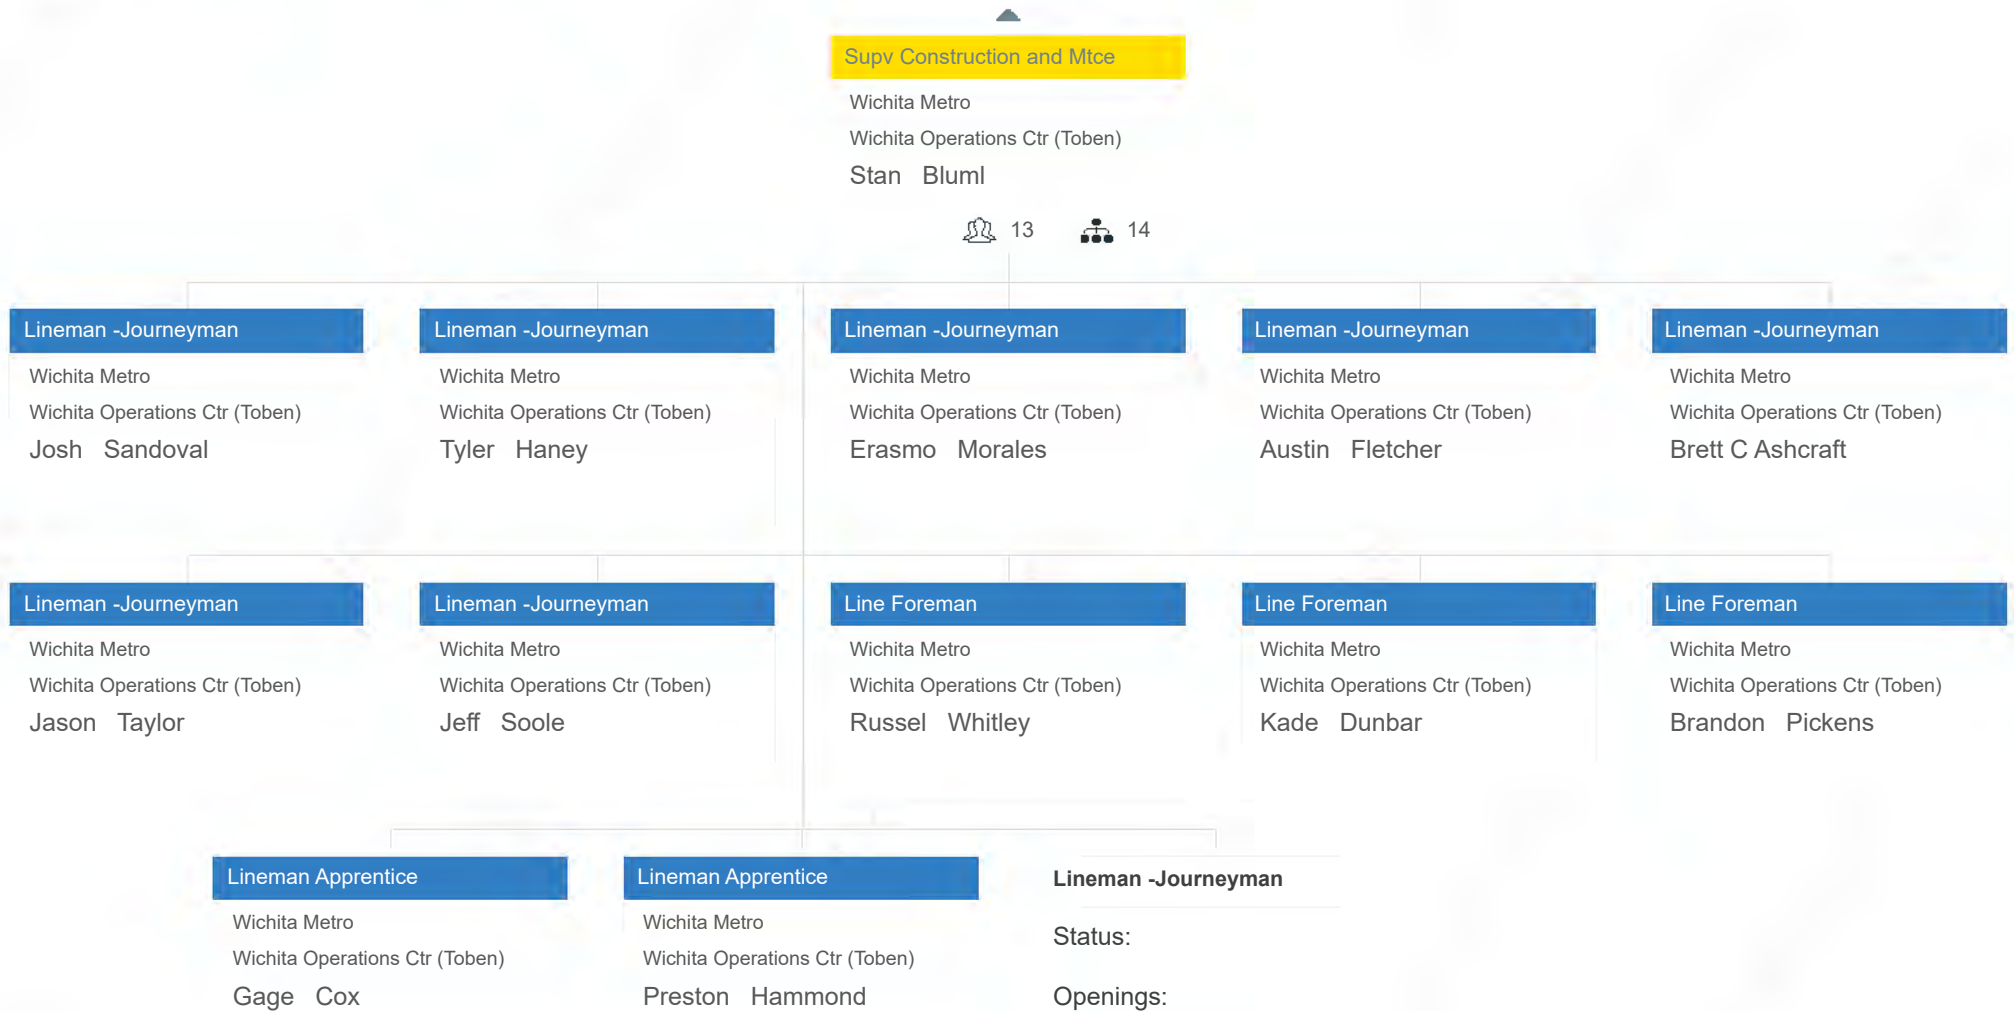 Supv Construction and Mtce
Wichita Metro
Wichita Operations Ctr (Toben)
Stan Bluml
13 14
Lineman -Journeyman
Wichita Metro
Wichita Operations Ctr (Toben)
Josh Sandoval
Lineman -Journeyman
Wichita Metro
Wichita Operations Ctr (Toben)
Tyler Haney
Lineman -Journeyman
Wichita Metro
Wichita Operations Ctr (Toben)
Erasmo Morales
Lineman -Journeyman
Wichita Metro
Wichita Operations Ctr (Toben)
Austin Fletcher
Lineman -Journeyman
Wichita Metro
Wichita Operations Ctr (Toben)
Brett C Ashcraft
Lineman -Journeyman
Wichita Metro
Wichita Operations Ctr (Toben)
Jason Taylor
Lineman -Journeyman
Wichita Metro
Wichita Operations Ctr (Toben)
Jeff Soole
Line Foreman
Wichita Metro
Wichita Operations Ctr (Toben)
Russel Whitley
Line Foreman
Wichita Metro
Wichita Operations Ctr (Toben)
Kade Dunbar
Line Foreman
Wichita Metro
Wichita Operations Ctr (Toben)
Brandon Pickens
Lineman Apprentice
Wichita Metro
Wichita Operations Ctr (Toben)
Gage Cox
Lineman Apprentice
Wichita Metro
Wichita Operations Ctr (Toben)
Preston Hammond
Lineman -Journeyman
Status:
Openings: